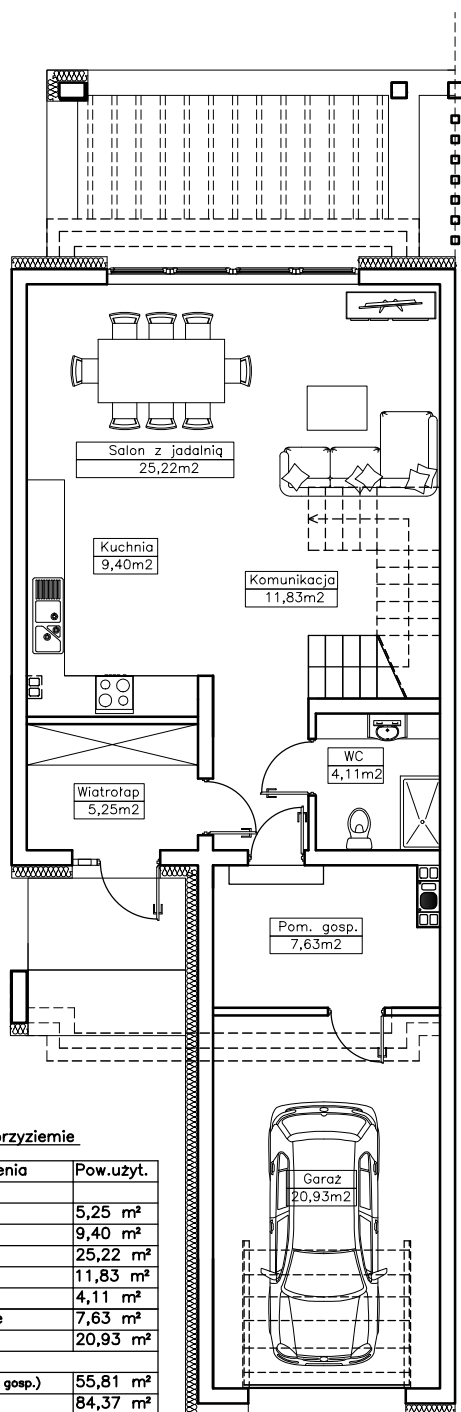 Salon z jadalnią
25,22m2
Kuchnia
9,40m2
Komunikacja
11,83m2
WC
4,11m2
Wiatrołap
5,25m2
Pom. gosp.
7,63m2
Garaż
20,93m2
orzyziemie
enia Pow.użyt.
5,25 m²
9,40 m²
25,22 m²
11,83 m²
4,11 m²
e 7,63 m²
20,93 m²
gosp.) 55,81 m²
84,37 m²